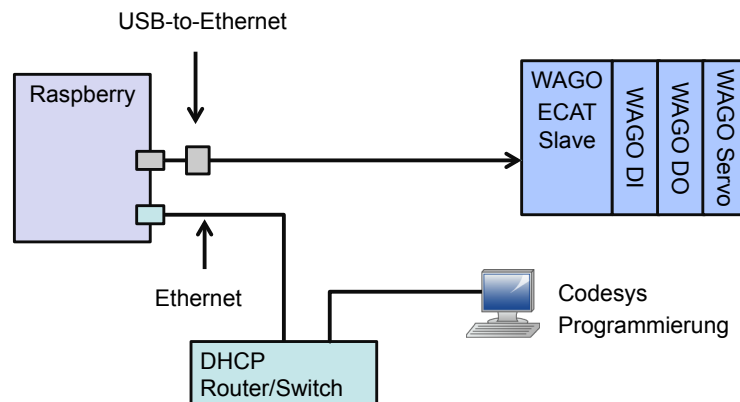 USB-to-Ethernet
Raspberry
WAGO
ECAT
Slave
WAGO DI
WAGO DO
WAGO Servo
Ethernet
Codesys
Programmierung
DHCP
Router/Switch